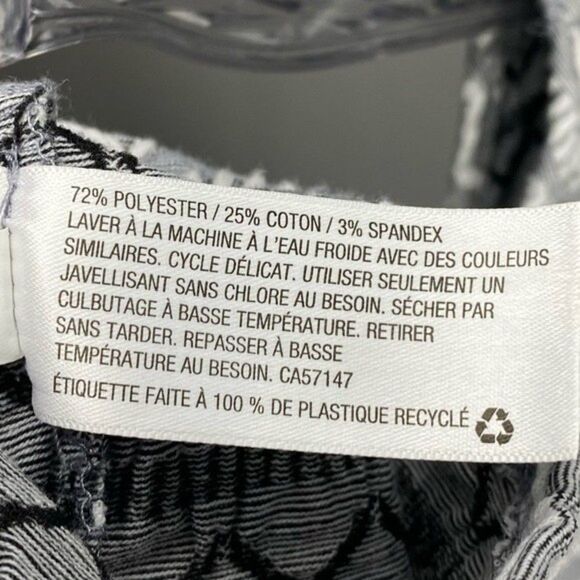 72% POLYESTER / 25% COTON / 3% SPANDEX
LAVER À LA MACHINE À L'EAU FROIDE AVEC DES COULEURS
SIMILAIRES. CYCLE DÉLICAT. UTILISER SEULEMENT UN
JAVELLISANT SANS CHLORE AU BESOIN. SÉCHER PAR
CULBUTAGE À BASSE TEMPÉRATURE. RETIRER
SANS TARDER. REPASSER À BASSE
TEMPÉRATURE AU BESOIN. CA57147
ÉTIQUETTE FAITE À 100 % DE PLASTIQUE RECYCLÉ